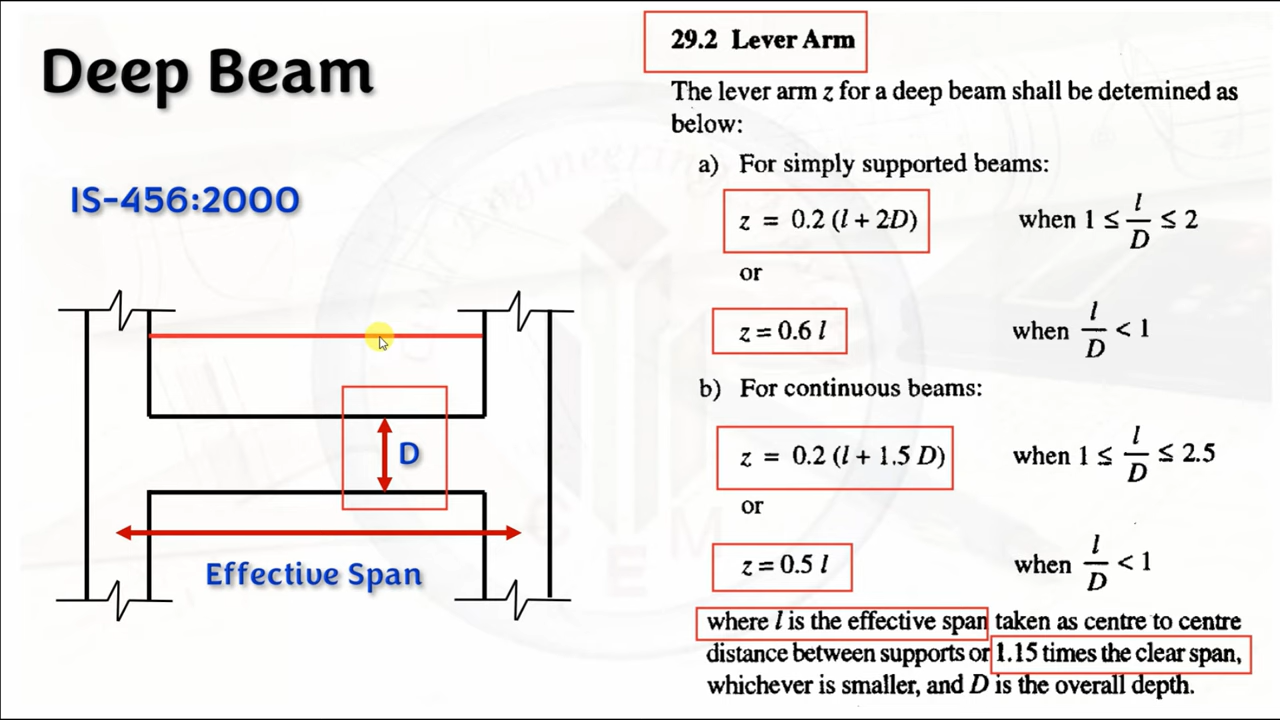 Deep Beam
IS-456:2000
D
Effective Span
29.2 Lever Arm
The lever arm z for a deep beam shall be detemined as
below:
a) For simply supported beams:
z = 0.2 (l + 2D) when 1 ≤ l/D ≤ 2
or
z = 0.6 l when l/D < 1
b) For continuous beams:
z = 0.2 (l + 1.5 D) when 1 ≤ l/D ≤ 2.5
or
z = 0.5 l when l/D < 1
where l is the effective span taken as centre to centre
distance between supports or 1.15 times the clear span,
whichever is smaller, and D is the overall depth.